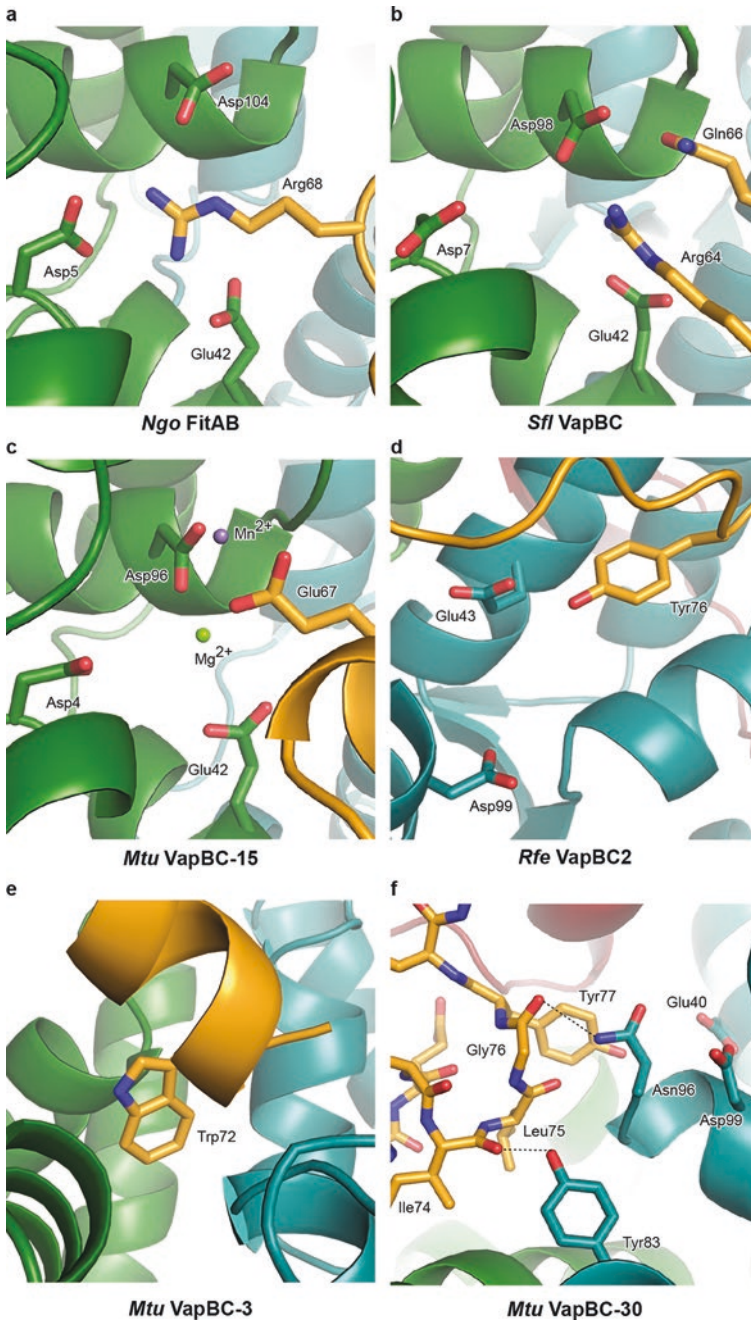 a
Asp104
Arg68
Asp5
Glu42
Ngo FitAB
b
Asp98
Gln66
Asp7
Arg64
Glu42
Sfl VapBC
c
Mn2+
Asp96
Glu67
Mg2+
Asp4
Glu42
Mtu VapBC-15
d
Glu43
Tyr76
Asp99
Rfe VapBC2
e
Trp72
Mtu VapBC-3
f
Tyr77
Glu40
Gly76
Asn96
Asp99
Leu75
Ile74
Tyr83
Mtu VapBC-30